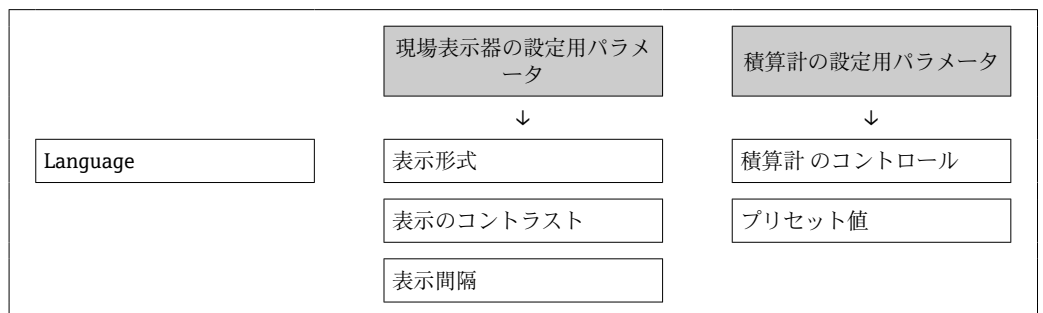 現場表示器の設定用パラメ
ータ
積算計の設定用パラメータ
↓
↓
Language
表示形式
積算計 のコントロール
表示のコントラスト
プリセット値
表示間隔